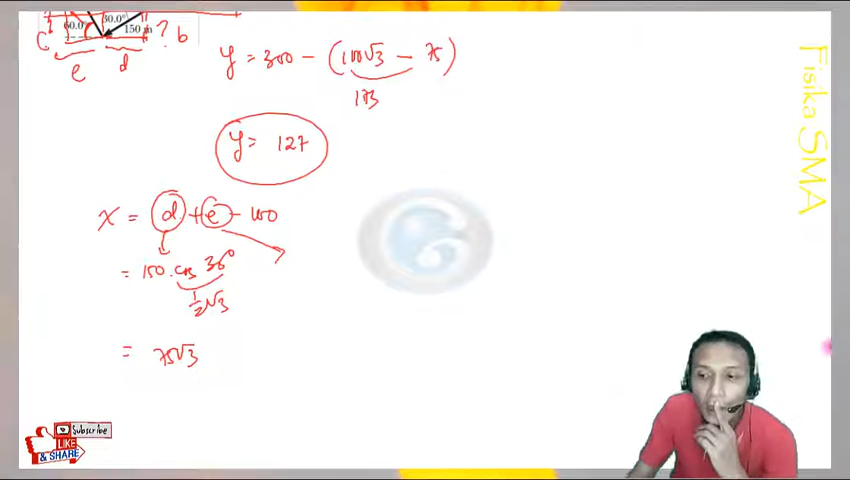 60.0° 30.0° 150 m ? b
c
e d
y = 300 - (100√3 - 75)
173
y = 127
x = d + e - 100
= 150 . cos 30°
½√3
= 75√3
Fisika SMA
Subscribe
LIKE
& SHARE